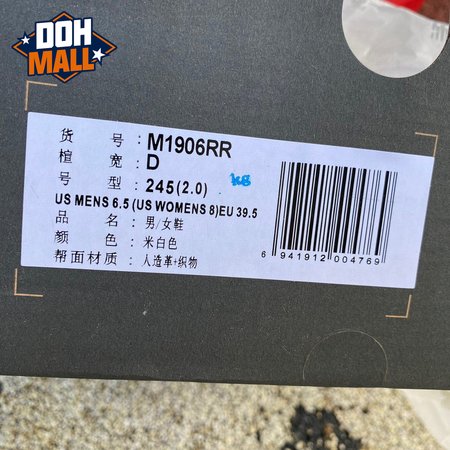 DOH
MALL
货 号 : M1906RR
楦 宽 : D
号 型 : 245(2.0)
US MENS 6.5 (US WOMENS 8)EU 39.5
品 名 : 男/女鞋
颜 色 : 米白色
帮面材质 : 人造革+织物
6 941912 004769